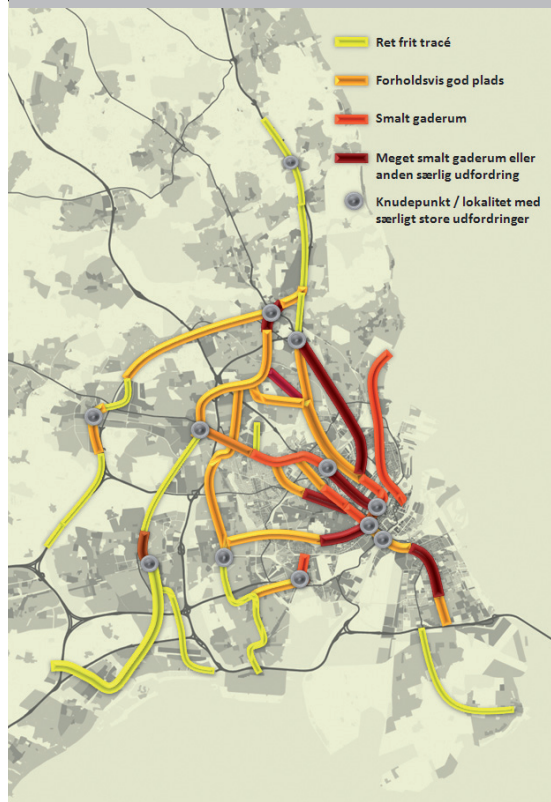 Ret frit tracé
Forholdsvis god plads
Smalt gaderum
Meget smalt gaderum eller
anden særlig udfordring
Knudepunkt / lokalitet med
særligt store udfordringer